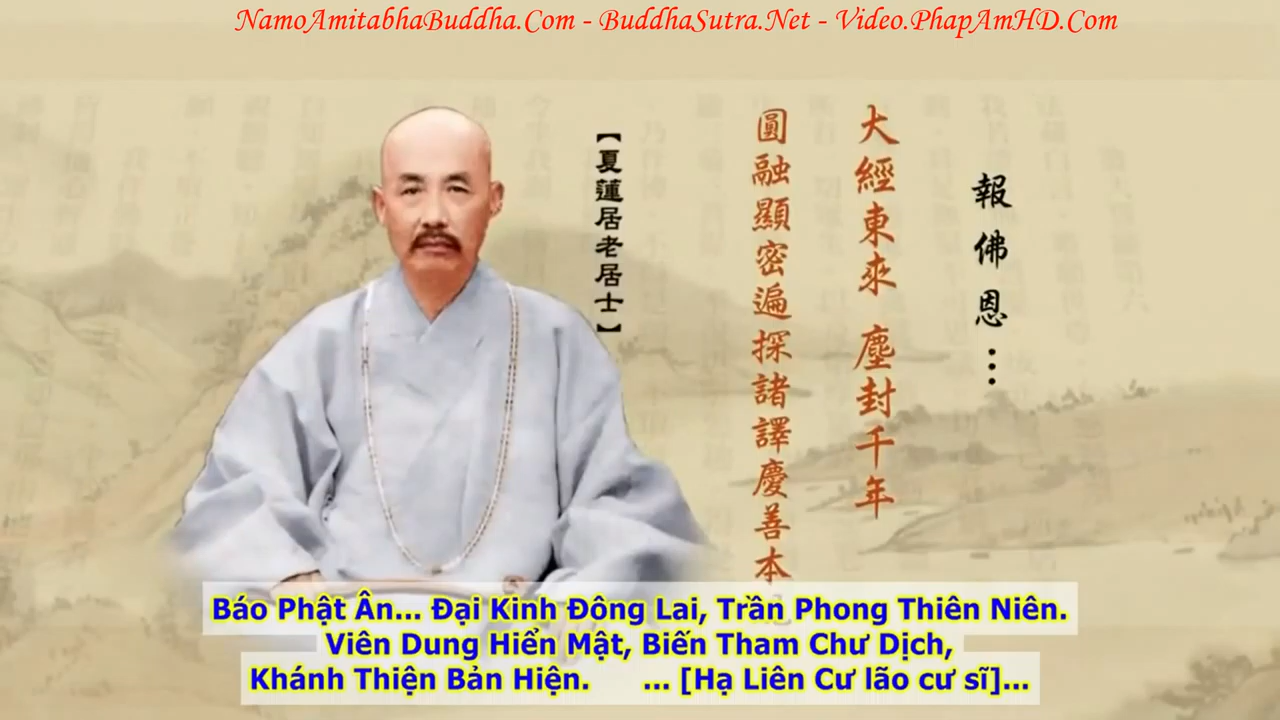 NamoAmitabhaBuddha.Com - BuddhaSutra.Net - Video.PhapAmHD.Com
報佛恩…
大經東來 塵封千年
圓融顯密遍探諸譯慶善本
【夏蓮居老居士】
Báo Phật Ân... Đại Kinh Đông Lai, Trần Phong Thiên Niên.
Viên Dung Hiển Mật, Biến Tham Chư Dịch,
Khánh Thiện Bản Hiện. ... [Hạ Liên Cư lão cư sĩ]...